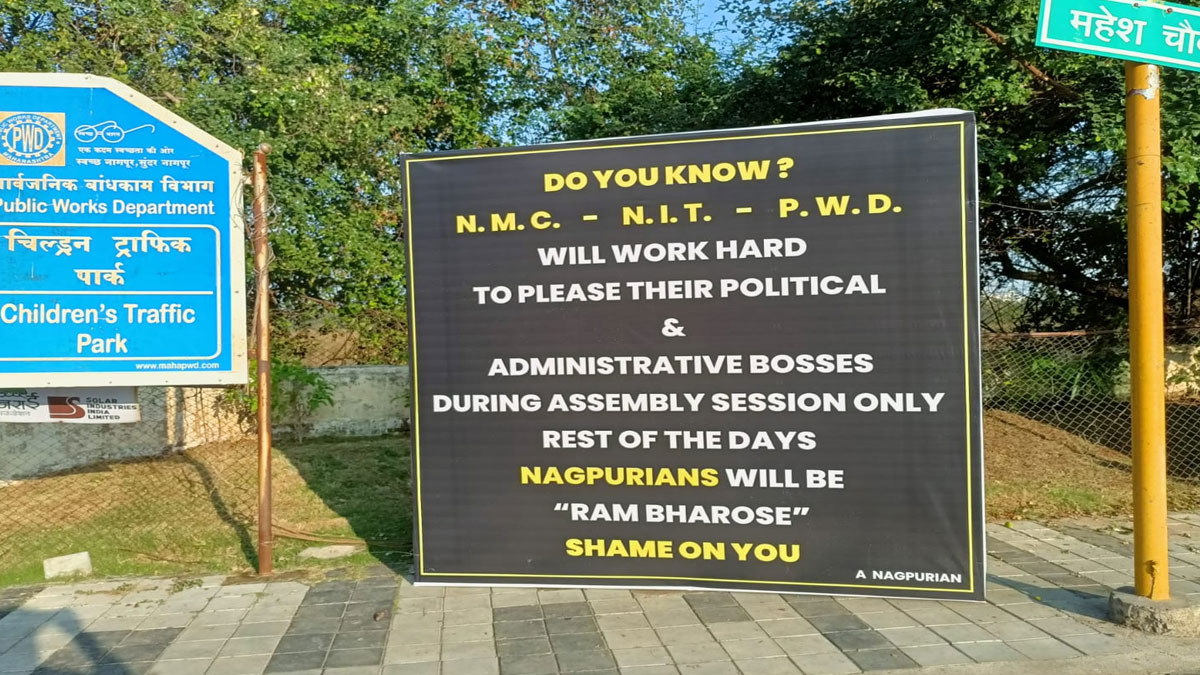 PWD
MAHARASHTRA
एक कदम स्वच्छता की ओर
स्वच्छ नागपूर,सुंदर नागपूर
सार्वजनिक बांधकाम विभाग
Public Works Department
चिल्ड्रन ट्राफिक
पार्क
Children's Traffic
Park
www.mahapwd.com
SOLAR
INDUSTRIES
INDIA
LIMITED
DO YOU KNOW ?
N. M. C. - N. I. T. - P. W. D.
WILL WORK HARD
TO PLEASE THEIR POLITICAL
&
ADMINISTRATIVE BOSSES
DURING ASSEMBLY SESSION ONLY
REST OF THE DAYS
NAGPURIANS WILL BE
“RAM BHAROSE”
SHAME ON YOU
A NAGPURIAN
महेश